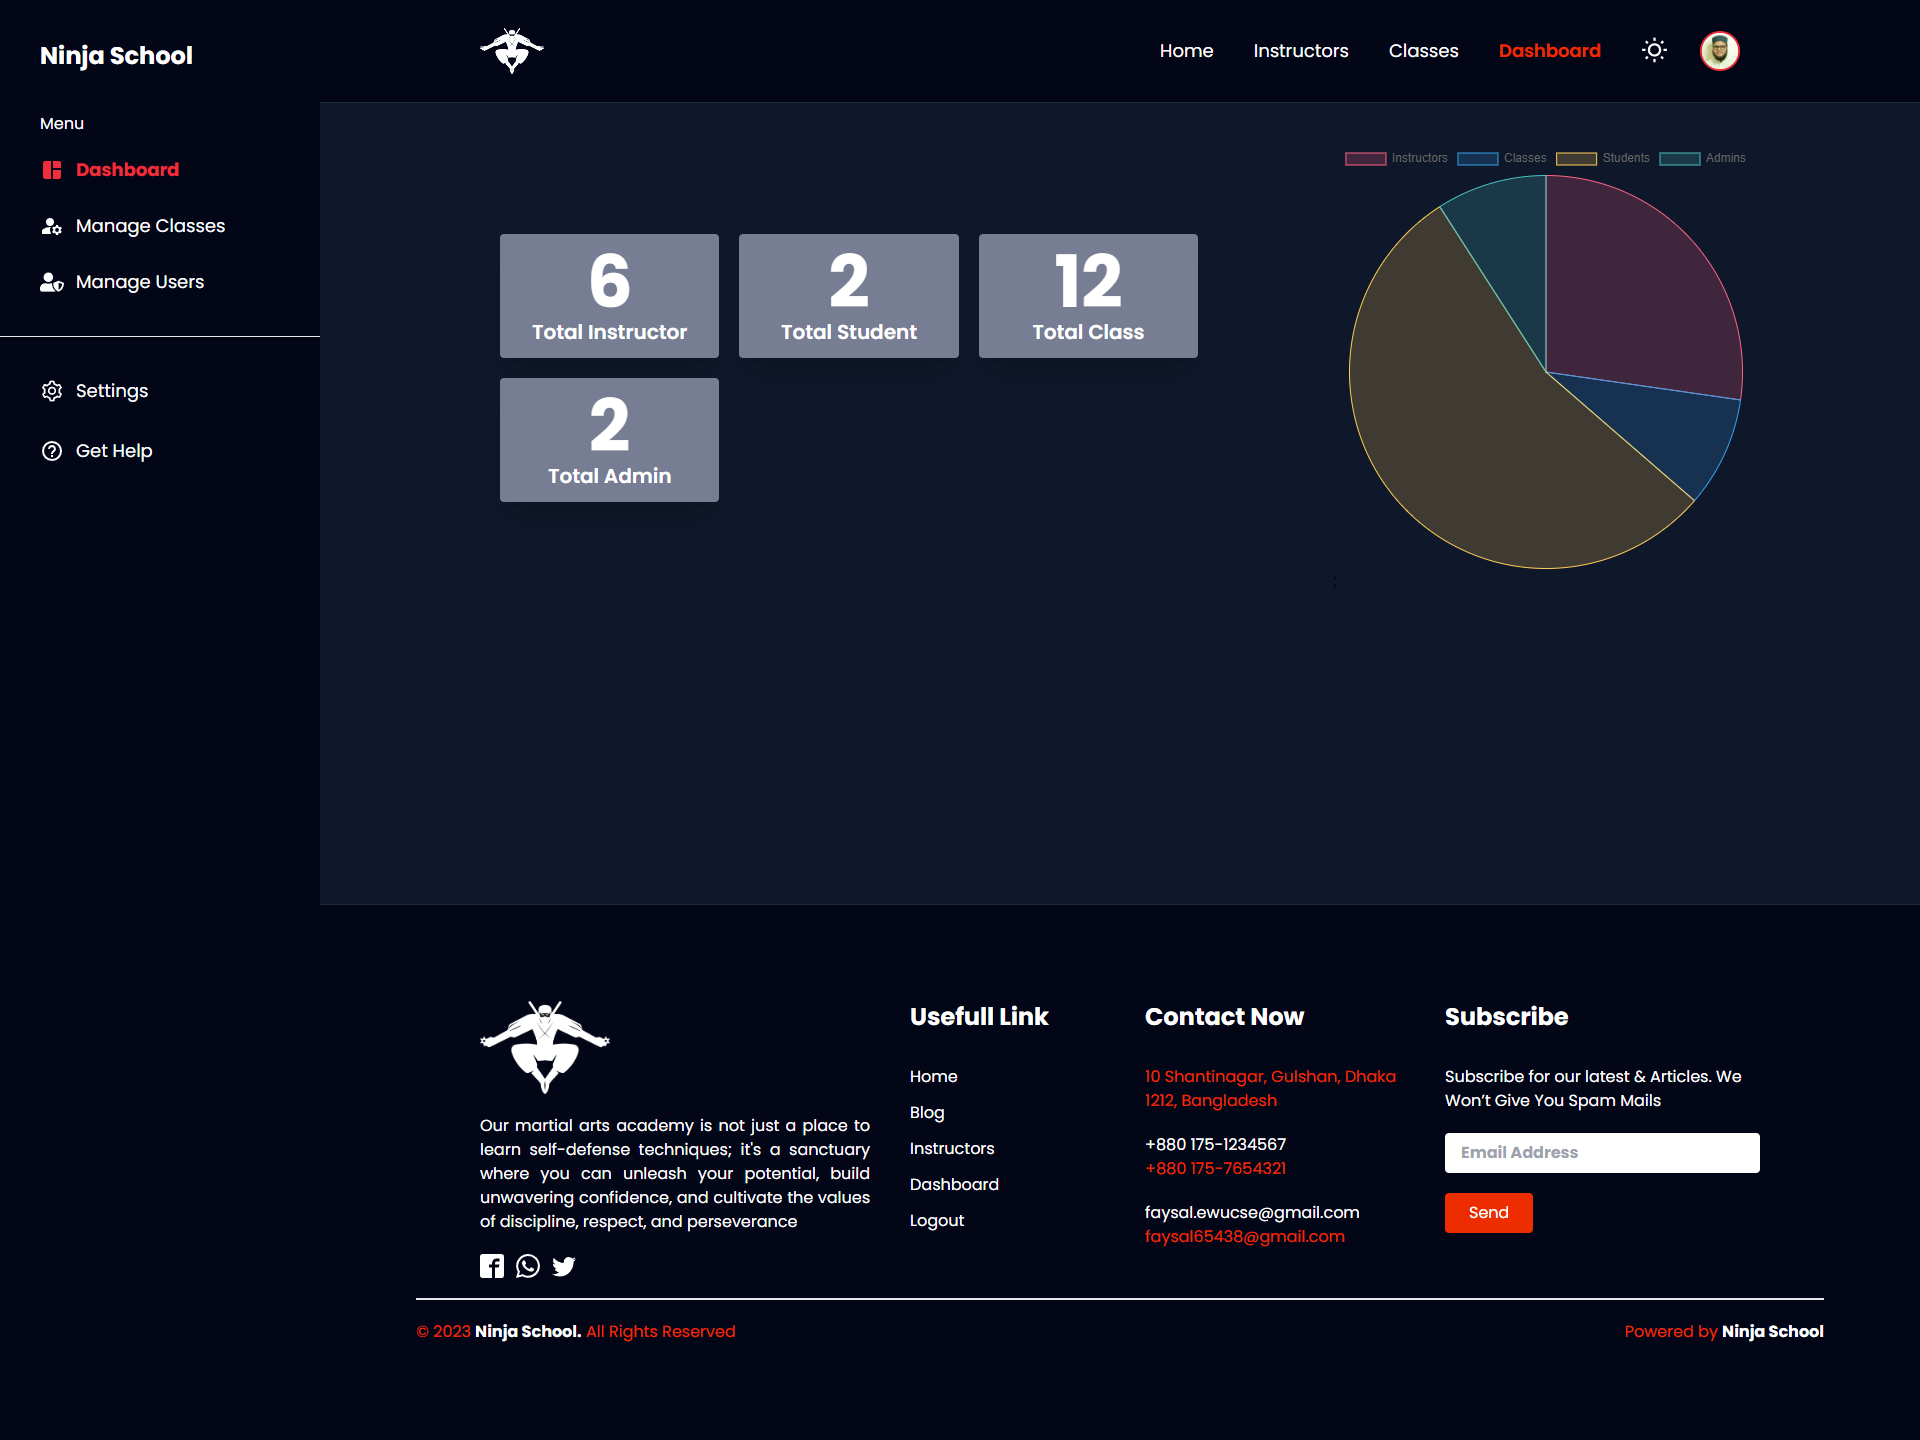 Ninja School
Menu
Dashboard
Manage Classes
Manage Users
Settings
Get Help
Home
Instructors
Classes
Dashboard
6
Total Instructor
2
Total Student
12
Total Class
2
Total Admin
Instructors
Classes
Students
Admins
;
Our martial arts academy is not just a place to
learn self-defense techniques; it's a sanctuary
where you can unleash your potential, build
unwavering confidence, and cultivate the values
of discipline, respect, and perseverance
Usefull Link
Home
Blog
Instructors
Dashboard
Logout
Contact Now
10 Shantinagar, Gulshan, Dhaka
1212, Bangladesh
+880 175-1234567
+880 175-7654321
faysal.ewucse@gmail.com
faysal65438@gmail.com
Subscribe
Subscribe for our latest & Articles. We
Won’t Give You Spam Mails
Email Address
Send
© 2023 Ninja School. All Rights Reserved
Powered by Ninja School